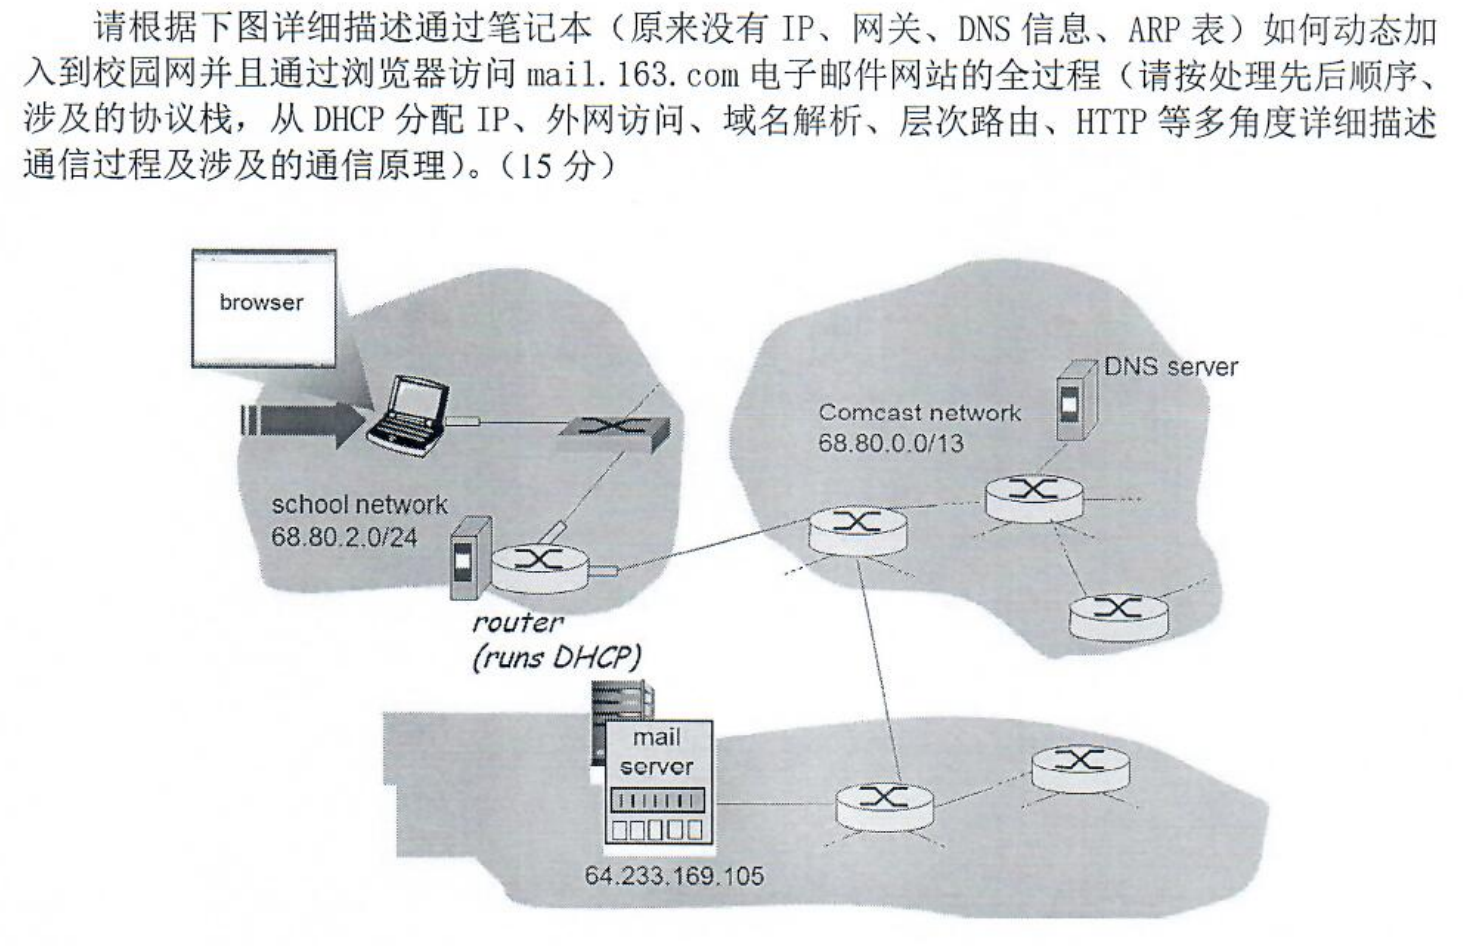 请根据下图详细描述通过笔记本（原来没有 IP、网关、DNS 信息、ARP 表）如何动态加
入到校园网并且通过浏览器访问 mail.163.com 电子邮件网站的全过程（请按处理先后顺序、
涉及的协议栈，从 DHCP 分配 IP、外网访问、域名解析、层次路由、HTTP 等多角度详细描述
通信过程及涉及的通信原理）。（15 分）
browser
DNS server
Comcast network
68.80.0.0/13
school network
68.80.2.0/24
router
(runs DHCP)
mail
server
64.233.169.105